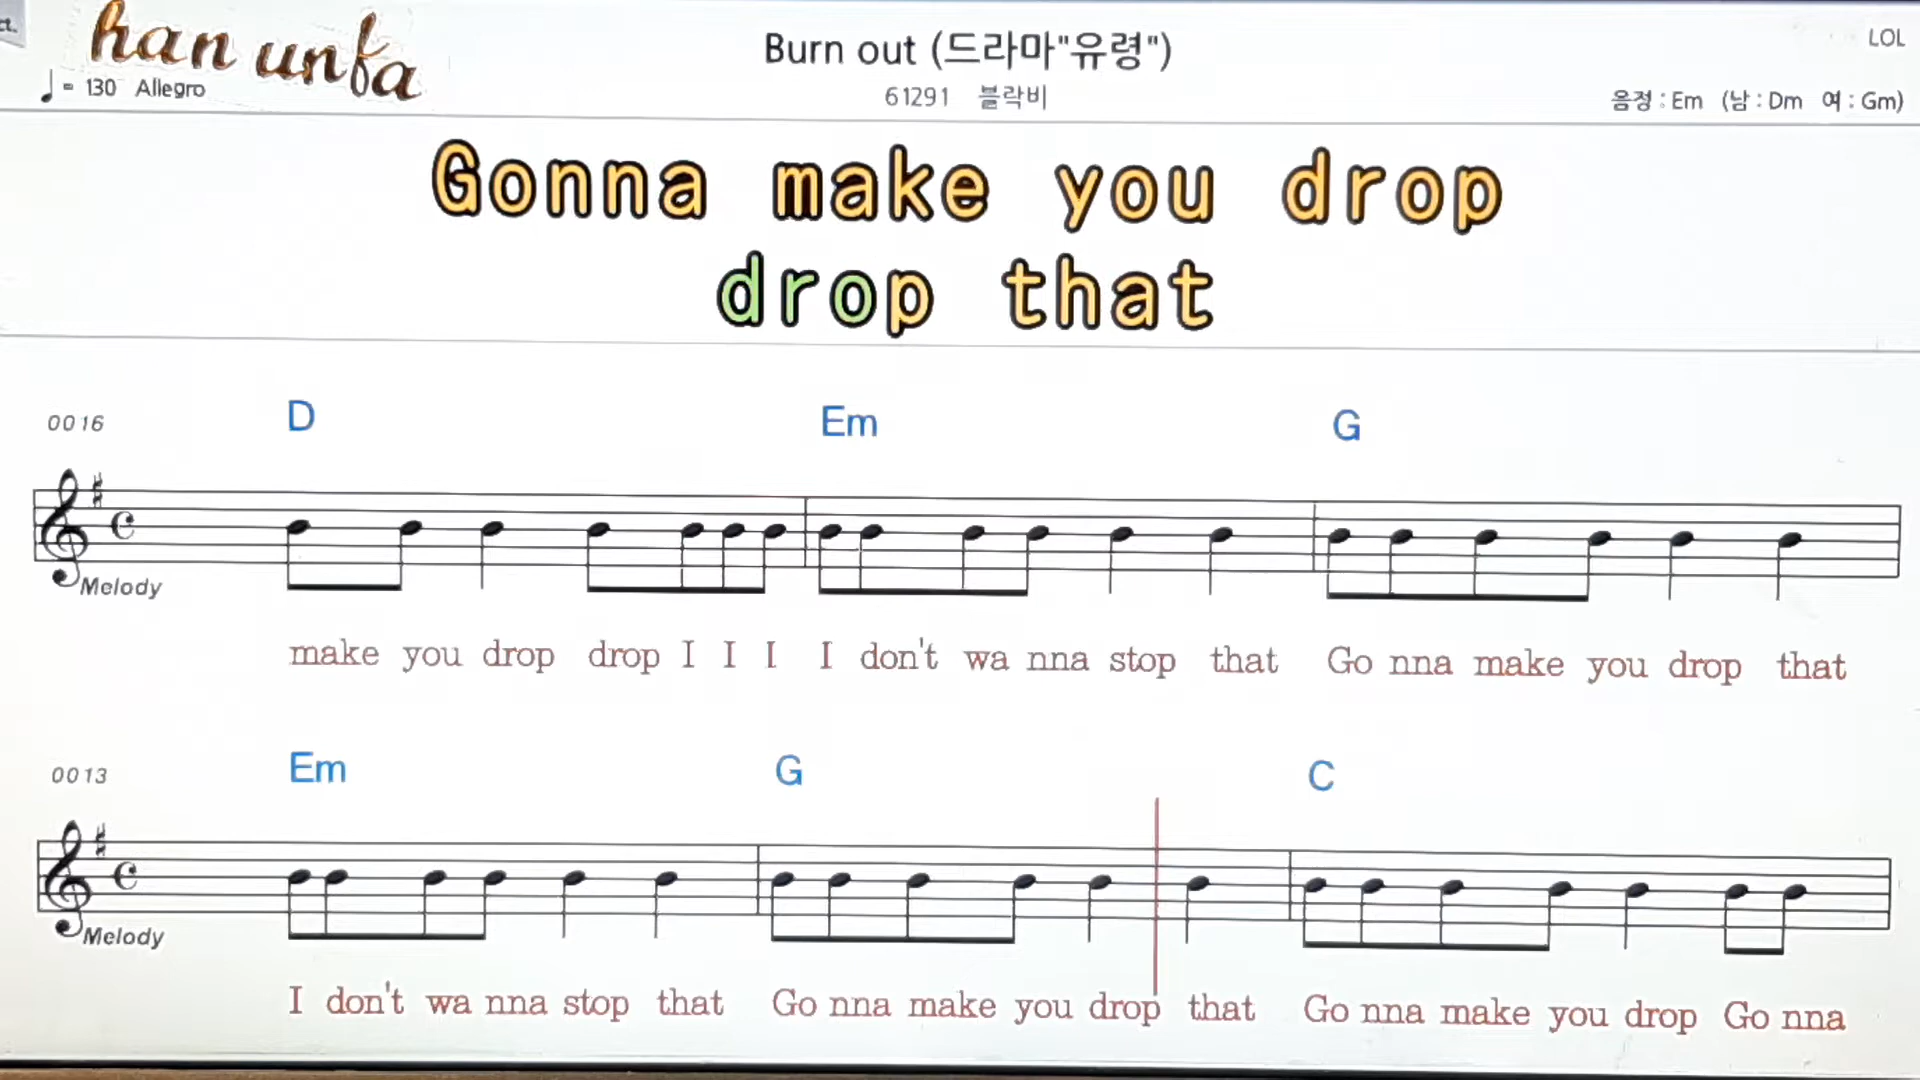 ct.
han unfa
Burn out (드라마"유령")
LOL
♩= 130 Allegro
61291 블락비
음정 : Em (남 : Dm 여 : Gm)
Gonna make you drop
drop that
0016
D Em G
Melody
make you drop drop I I I I don't wa nna stop that Go nna make you drop that
0013
Em G C
Melody
I don't wa nna stop that Go nna make you drop that Go nna make you drop Go nna